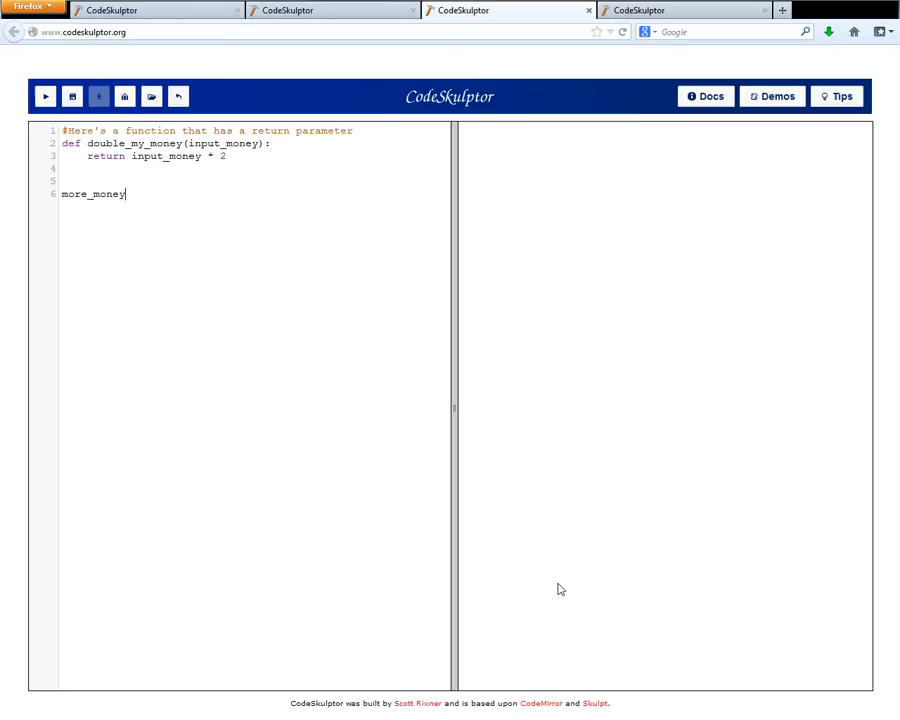 Firefox
CodeSkulptor
CodeSkulptor
CodeSkulptor
CodeSkulptor
www.codeskulptor.org
Google
CodeSkulptor
Docs
Demos
Tips
1 #Here's a function that has a return parameter
2 def double_my_money(input_money):
3 return input_money * 2
4
5
6 more_money
CodeSkulptor was built by Scott Rixner and is based upon CodeMirror and Skulpt.